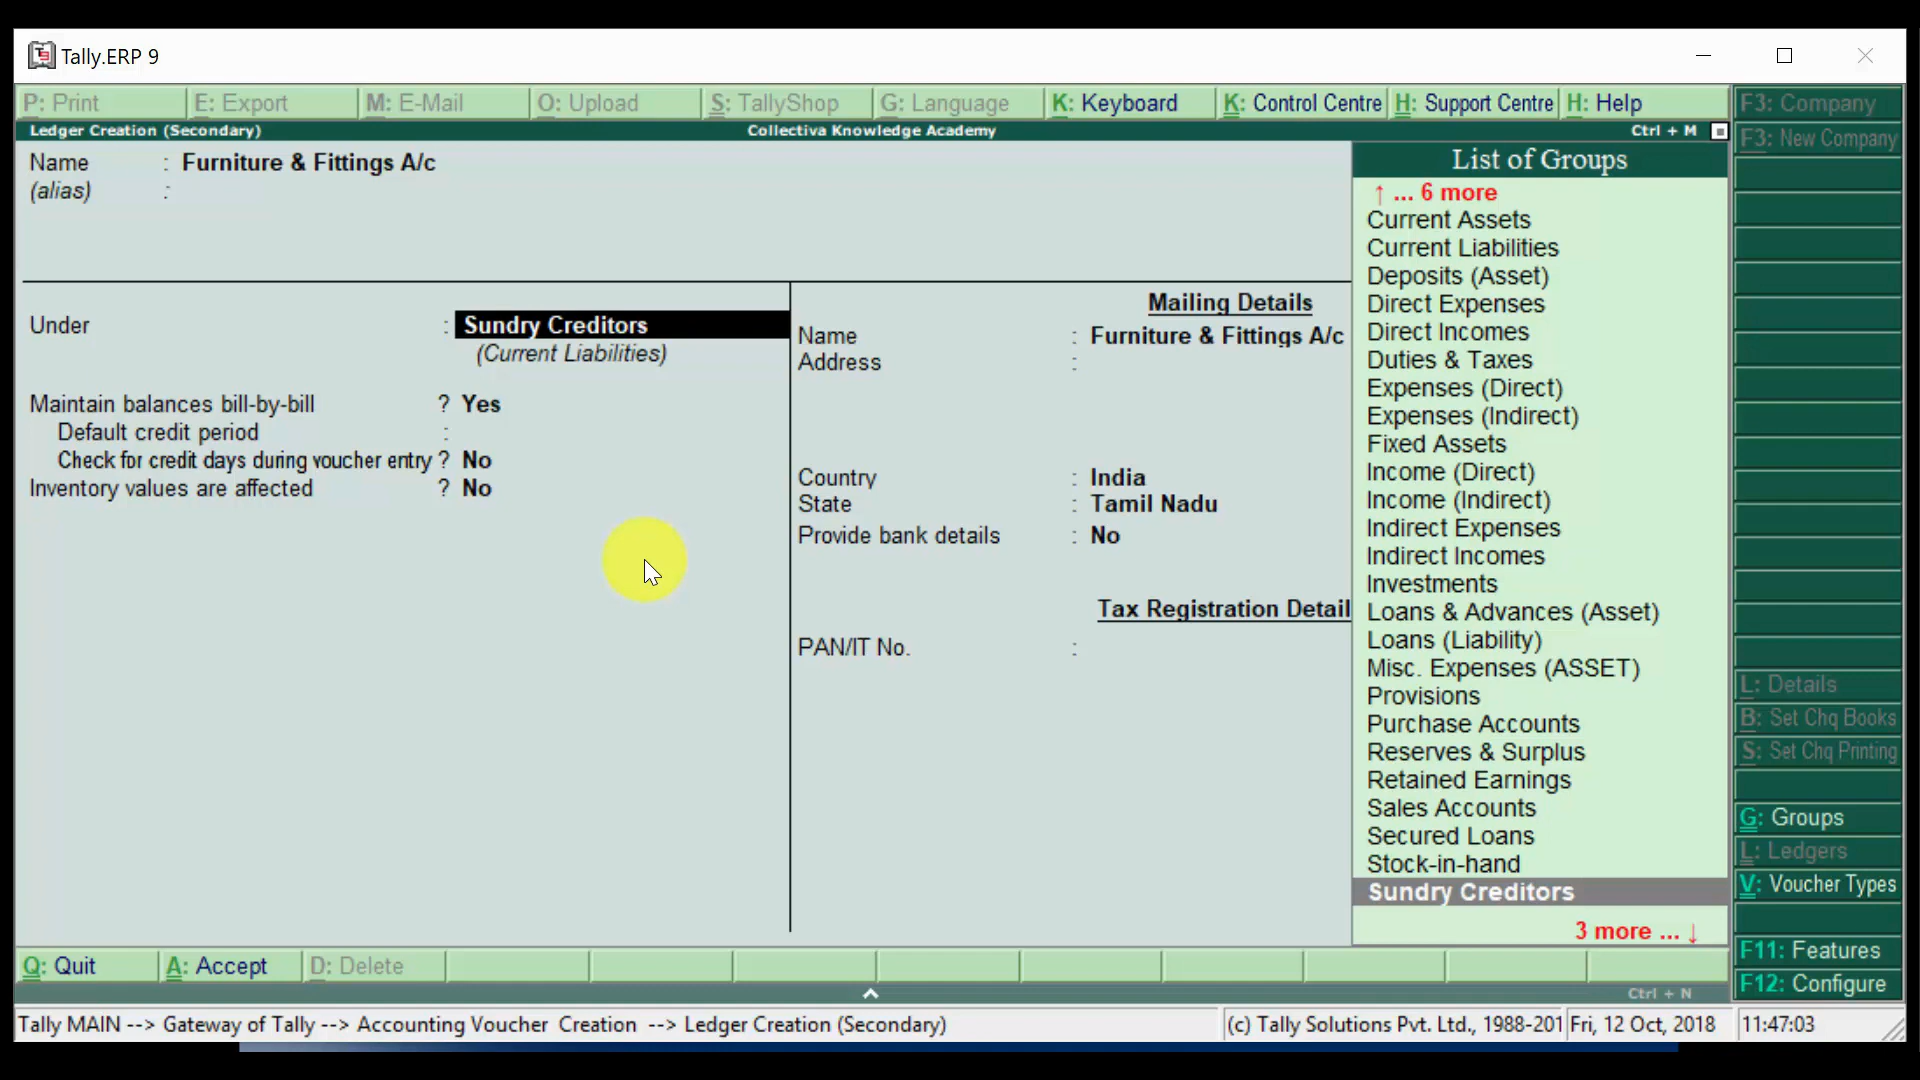 Tally.ERP 9
P: Print E: Export M: E-Mail O: Upload S: TallyShop G: Language K: Keyboard K: Control Centre H: Support Centre H: Help
Ledger Creation (Secondary) Collectiva Knowledge Academy Ctrl + M
Name : Furniture & Fittings A/c
(alias) :
Under : Sundry Creditors
(Current Liabilities)
Maintain balances bill-by-bill ? Yes
Default credit period :
Check for credit days during voucher entry ? No
Inventory values are affected ? No
Mailing Details
Name : Furniture & Fittings A/c
Address :
Country : India
State : Tamil Nadu
Provide bank details : No
Tax Registration Detail
PAN/IT No. :
List of Groups
↑ ... 6 more
Current Assets
Current Liabilities
Deposits (Asset)
Direct Expenses
Direct Incomes
Duties & Taxes
Expenses (Direct)
Expenses (Indirect)
Fixed Assets
Income (Direct)
Income (Indirect)
Indirect Expenses
Indirect Incomes
Investments
Loans & Advances (Asset)
Loans (Liability)
Misc. Expenses (ASSET)
Provisions
Purchase Accounts
Reserves & Surplus
Retained Earnings
Sales Accounts
Secured Loans
Stock-in-hand
Sundry Creditors
3 more ... ↓
F3: Company
F3: New Company
L: Details
B: Set Chq Books
S: Set Chq Printing
G: Groups
L: Ledgers
V: Voucher Types
F11: Features
F12: Configure
Q: Quit A: Accept D: Delete
Ctrl + N
Tally MAIN --> Gateway of Tally --> Accounting Voucher Creation --> Ledger Creation (Secondary) (c) Tally Solutions Pvt. Ltd., 1988-201 Fri, 12 Oct, 2018 11:47:03